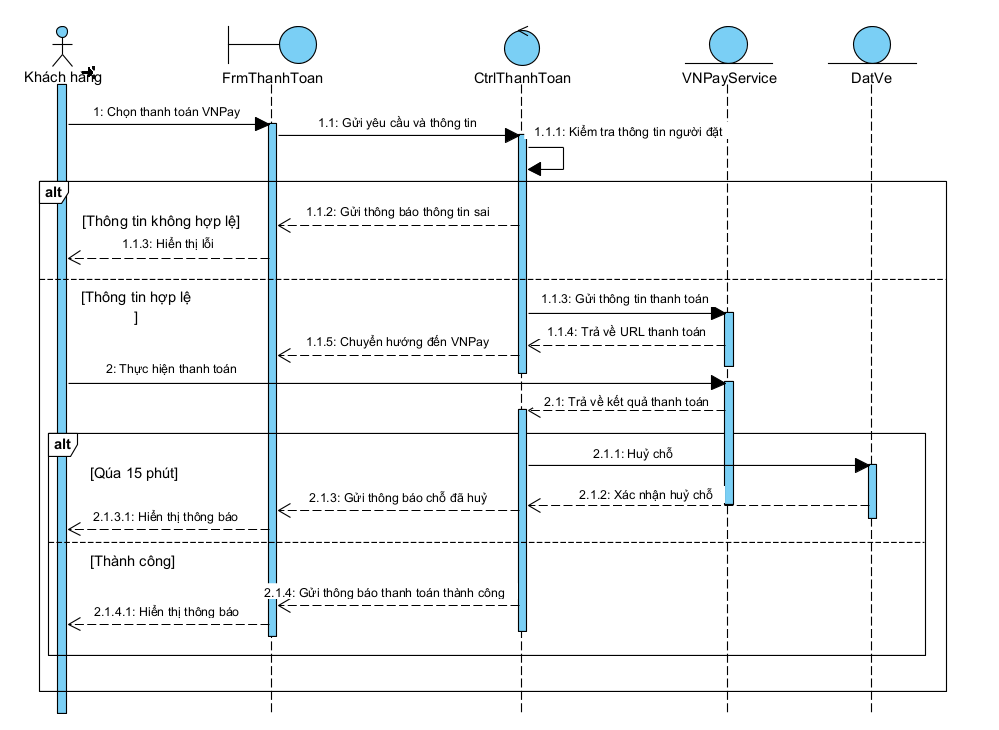 Khách hàng
FrmThanhToan
CtrlThanhToan
VNPayService
DatVe
1: Chọn thanh toán VNPay
1.1: Gửi yêu cầu và thông tin
1.1.1: Kiểm tra thông tin người đặt
alt
1.1.2: Gửi thông báo thông tin sai
[Thông tin không hợp lệ]
1.1.3: Hiển thị lỗi
[Thông tin hợp lệ
]
1.1.3: Gửi thông tin thanh toán
1.1.4: Trả về URL thanh toán
1.1.5: Chuyển hướng đến VNPay
2: Thực hiện thanh toán
2.1: Trả về kết quả thanh toán
alt
2.1.1: Huỷ chỗ
[Qúa 15 phút]
2.1.2: Xác nhận huỷ chỗ
2.1.3: Gửi thông báo chỗ đã huỷ
2.1.3.1: Hiển thị thông báo
[Thành công]
2.1.4: Gửi thông báo thanh toán thành công
2.1.4.1: Hiển thị thông báo